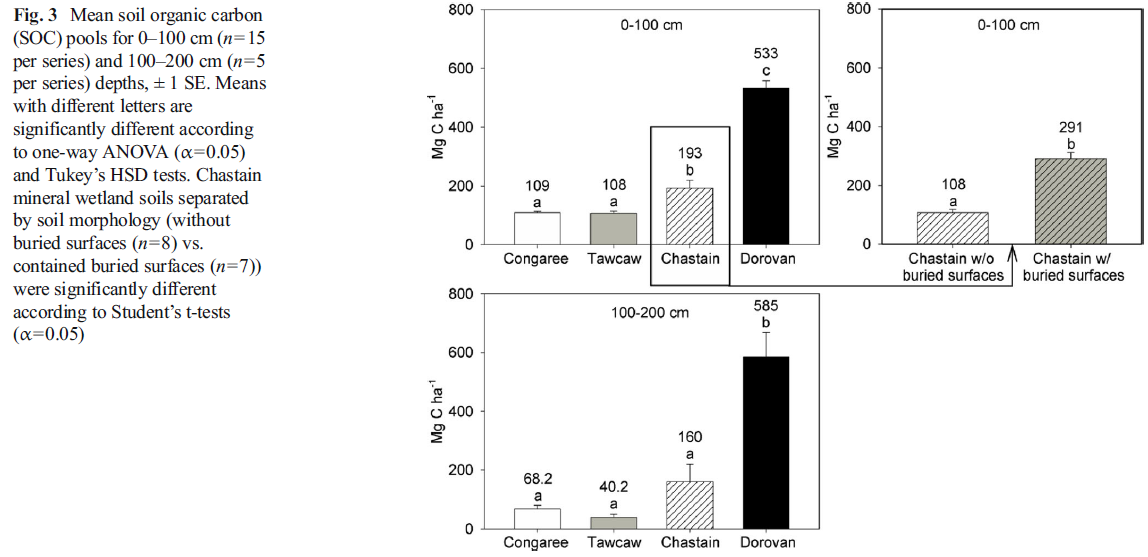 Fig. 3 Mean soil organic carbon
(SOC) pools for 0–100 cm (n=15
per series) and 100–200 cm (n=5
per series) depths, ± 1 SE. Means
with different letters are
significantly different according
to one-way ANOVA (α=0.05)
and Tukey’s HSD tests. Chastain
mineral wetland soils separated
by soil morphology (without
buried surfaces (n=8) vs.
contained buried surfaces (n=7))
were significantly different
according to Student’s t-tests
(α=0.05)
800
600
400
200
0
Mg C ha⁻¹
0-100 cm
109
a
108
a
193
b
533
c
Congaree Tawcaw Chastain Dorovan
800
600
400
200
0
Mg C ha⁻¹
0-100 cm
108
a
291
b
Chastain w/o
buried surfaces
Chastain w/
buried surfaces
800
600
400
200
0
Mg C ha⁻¹
100-200 cm
68.2
a
40.2
a
160
a
585
b
Congaree Tawcaw Chastain Dorovan